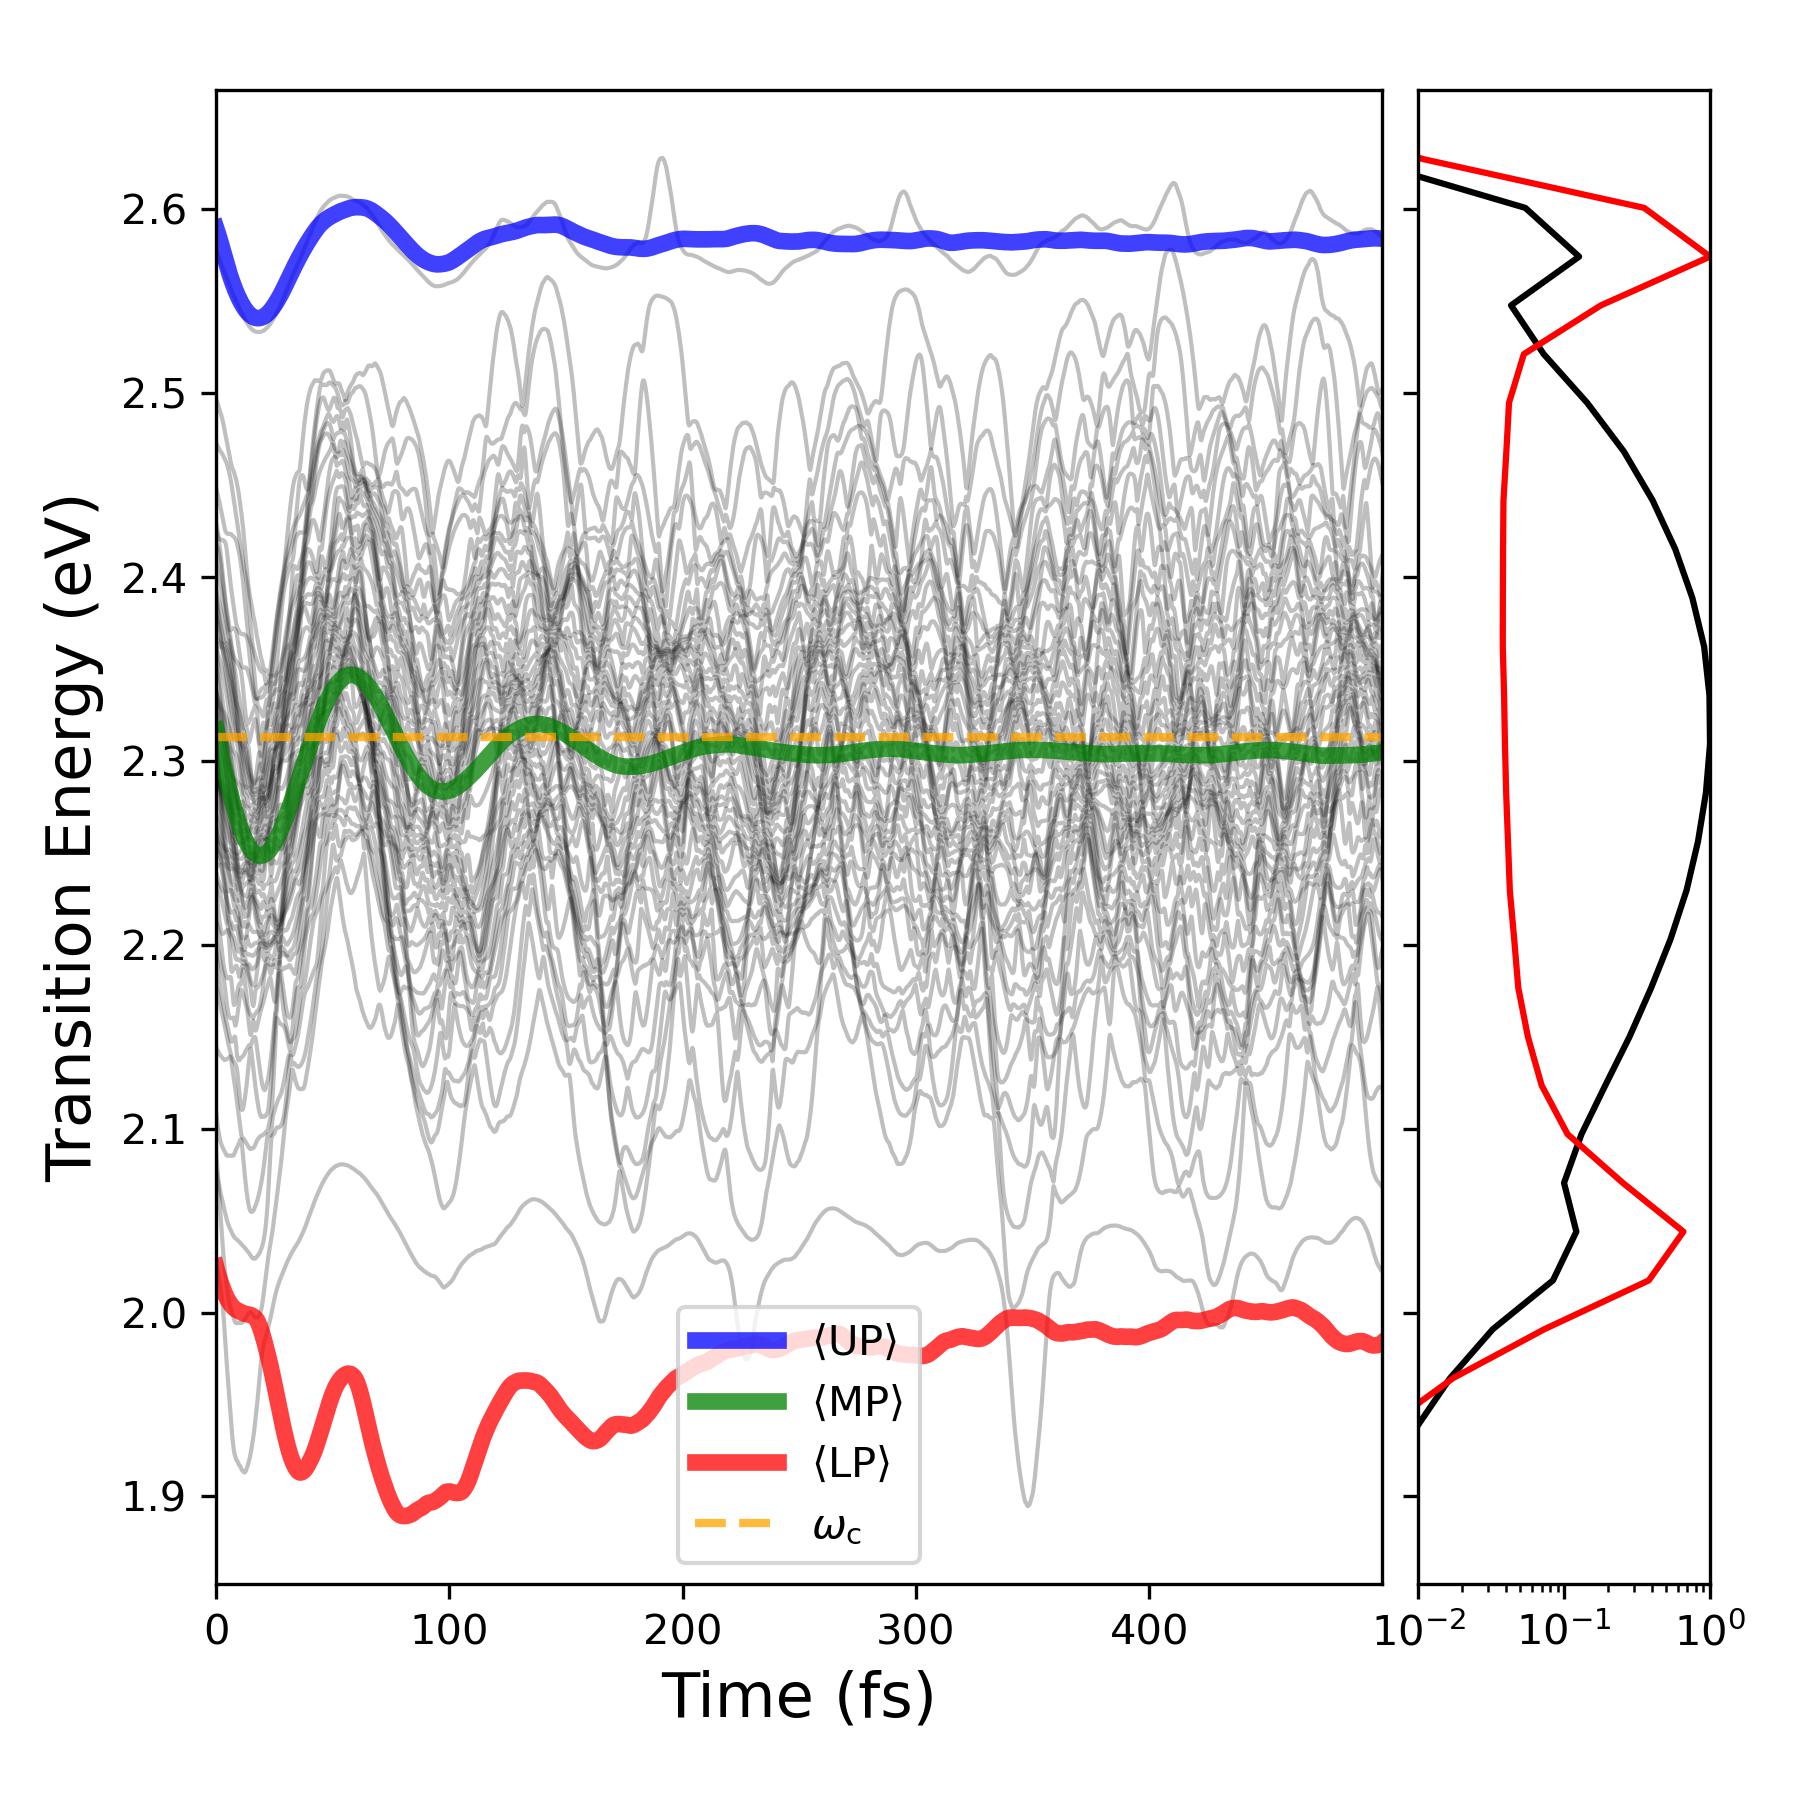 Transition Energy (eV)
2.6
2.5
2.4
2.3
2.2
2.1
2.0
1.9
⟨UP⟩
⟨MP⟩
⟨LP⟩
ω_c
0 100 200 300 400
10⁻² 10⁻¹ 10⁰
Time (fs)